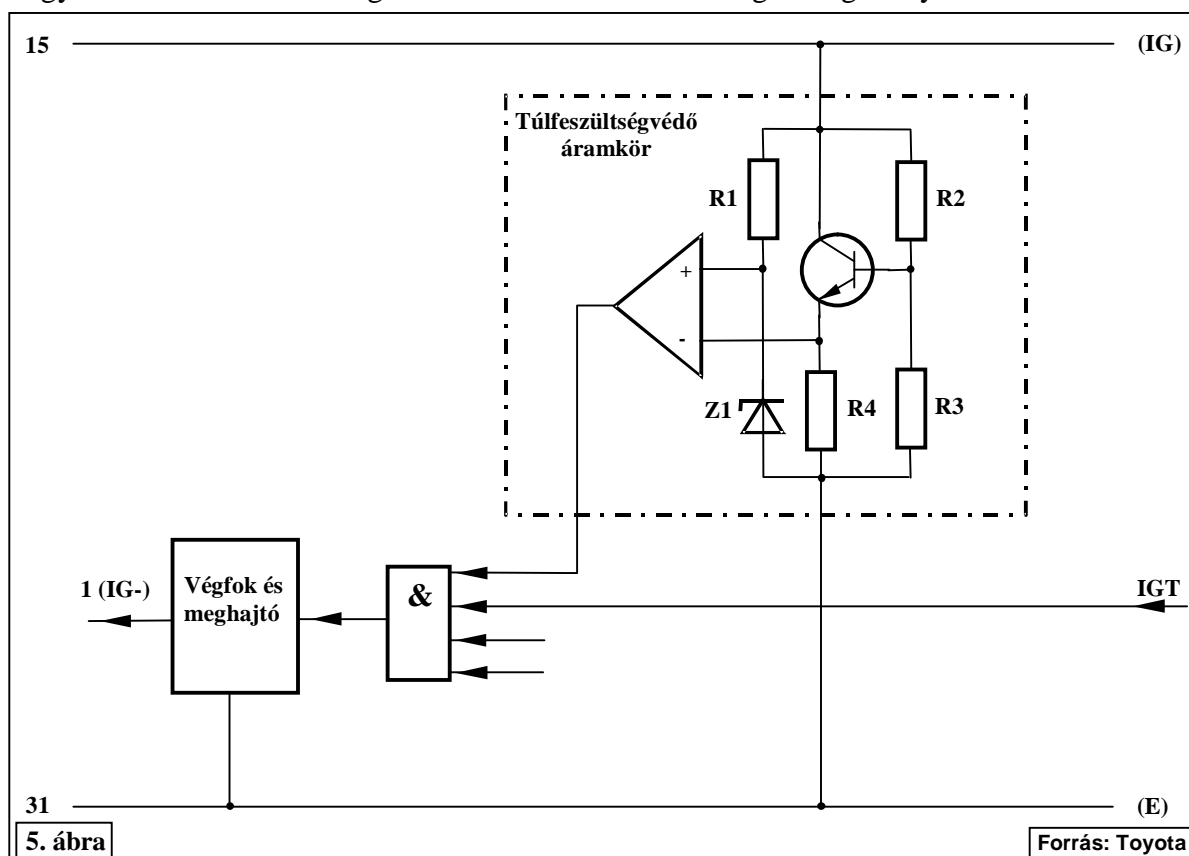 15
(IG)
Túlfeszültségvédő
áramkör
R1
R2
+
-
Z1
R4
R3
1 (IG-)
Végfok és
meghajtó
&
IGT
31
(E)
5. ábra
Forrás: Toyota